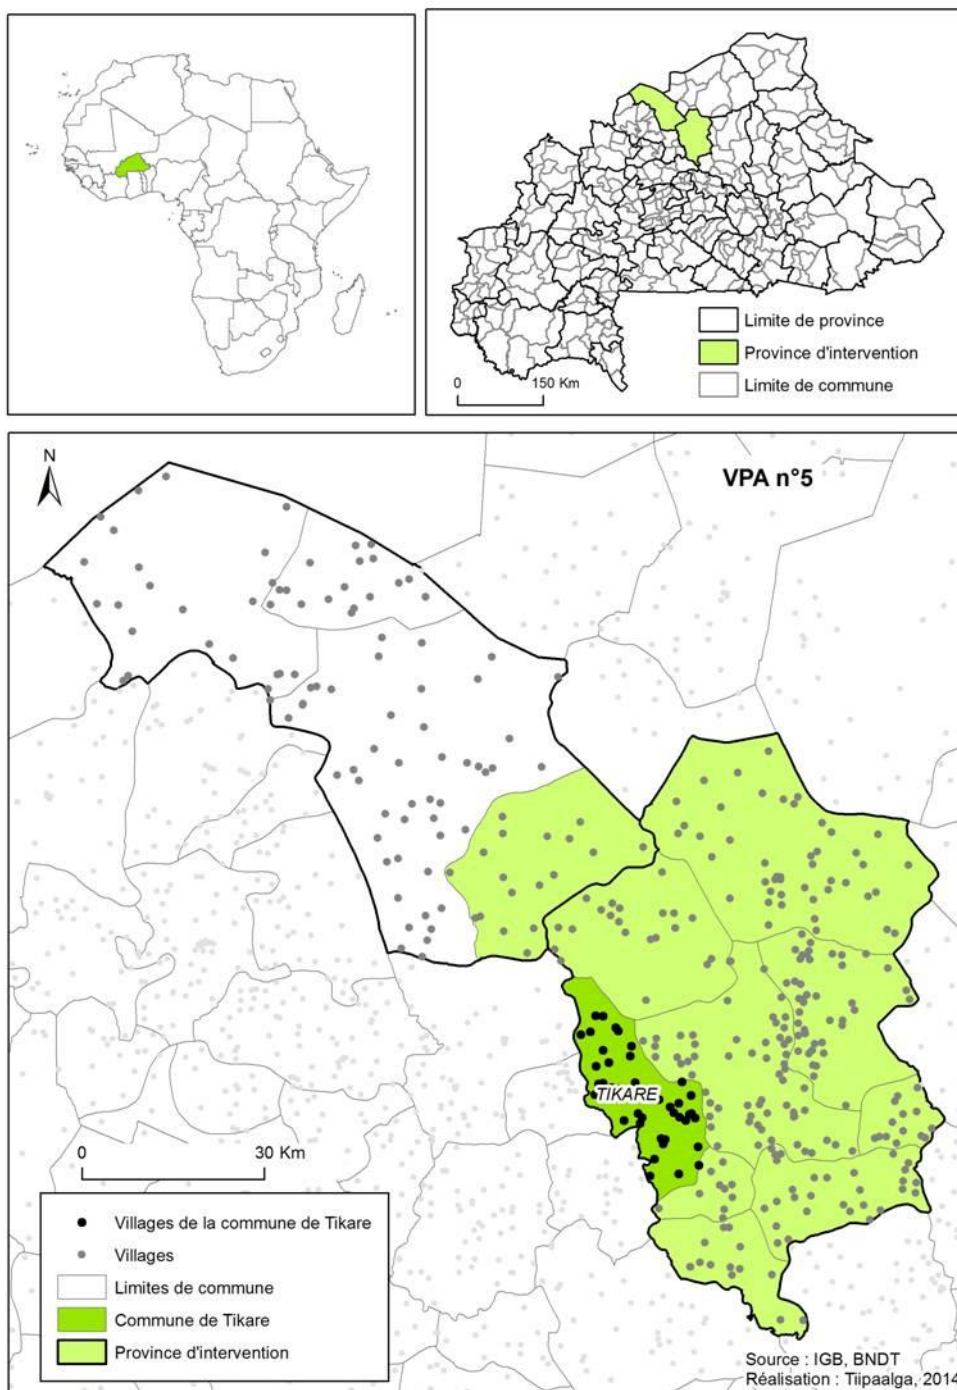 Limite de province
Province d'intervention
Limite de commune
0 150 Km
N
VPA n°5
TIKARE
0 30 Km
Villages de la commune de Tikare
Villages
Limites de commune
Commune de Tikare
Province d'intervention
Source : IGB, BNDT
Réalisation : Tiipaalga, 2014